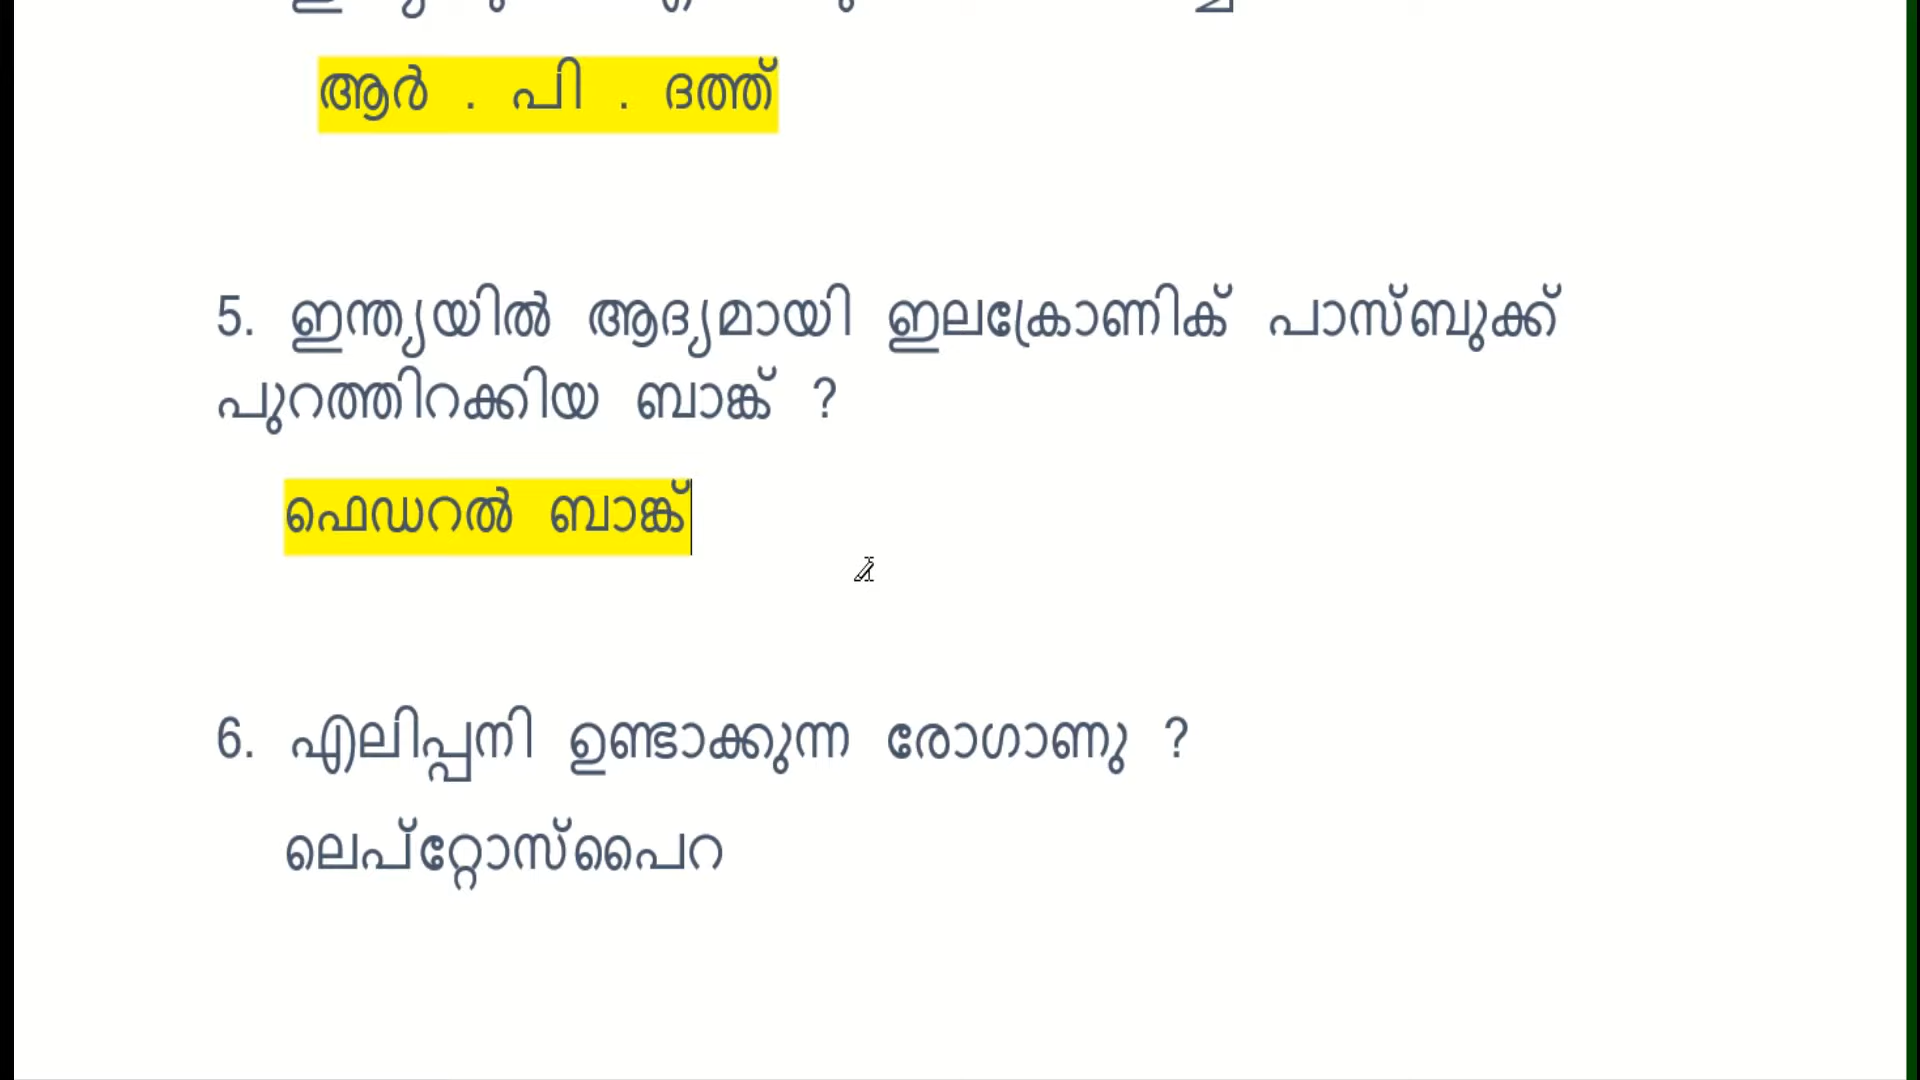 ആർ . പി . ദത്ത്
5. ഇന്ത്യയിൽ ആദ്യമായി ഇലക്രോണിക് പാസ്ബുക്ക്
പുറത്തിറക്കിയ ബാങ്ക് ?
ഫെഡറൽ ബാങ്ക്
6. എലിപ്പനി ഉണ്ടാക്കുന്ന രോഗാണു ?
ലെപ്റ്റോസ്പൈറ